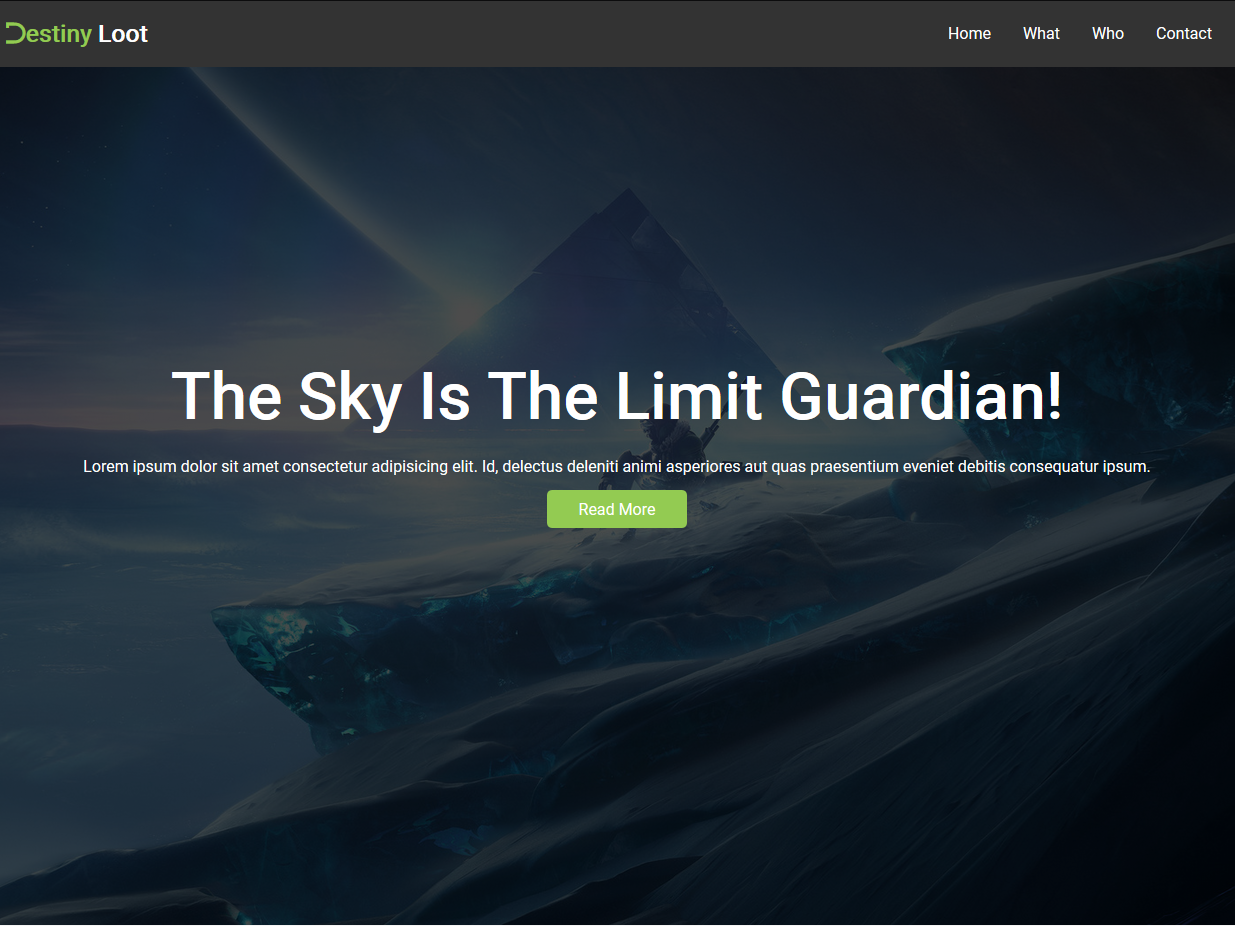 Destiny Loot
Home What Who Contact
The Sky Is The Limit Guardian!
Lorem ipsum dolor sit amet consectetur adipisicing elit. Id, delectus deleniti animi asperiores aut quas praesentium eveniet debitis consequatur ipsum.
Read More